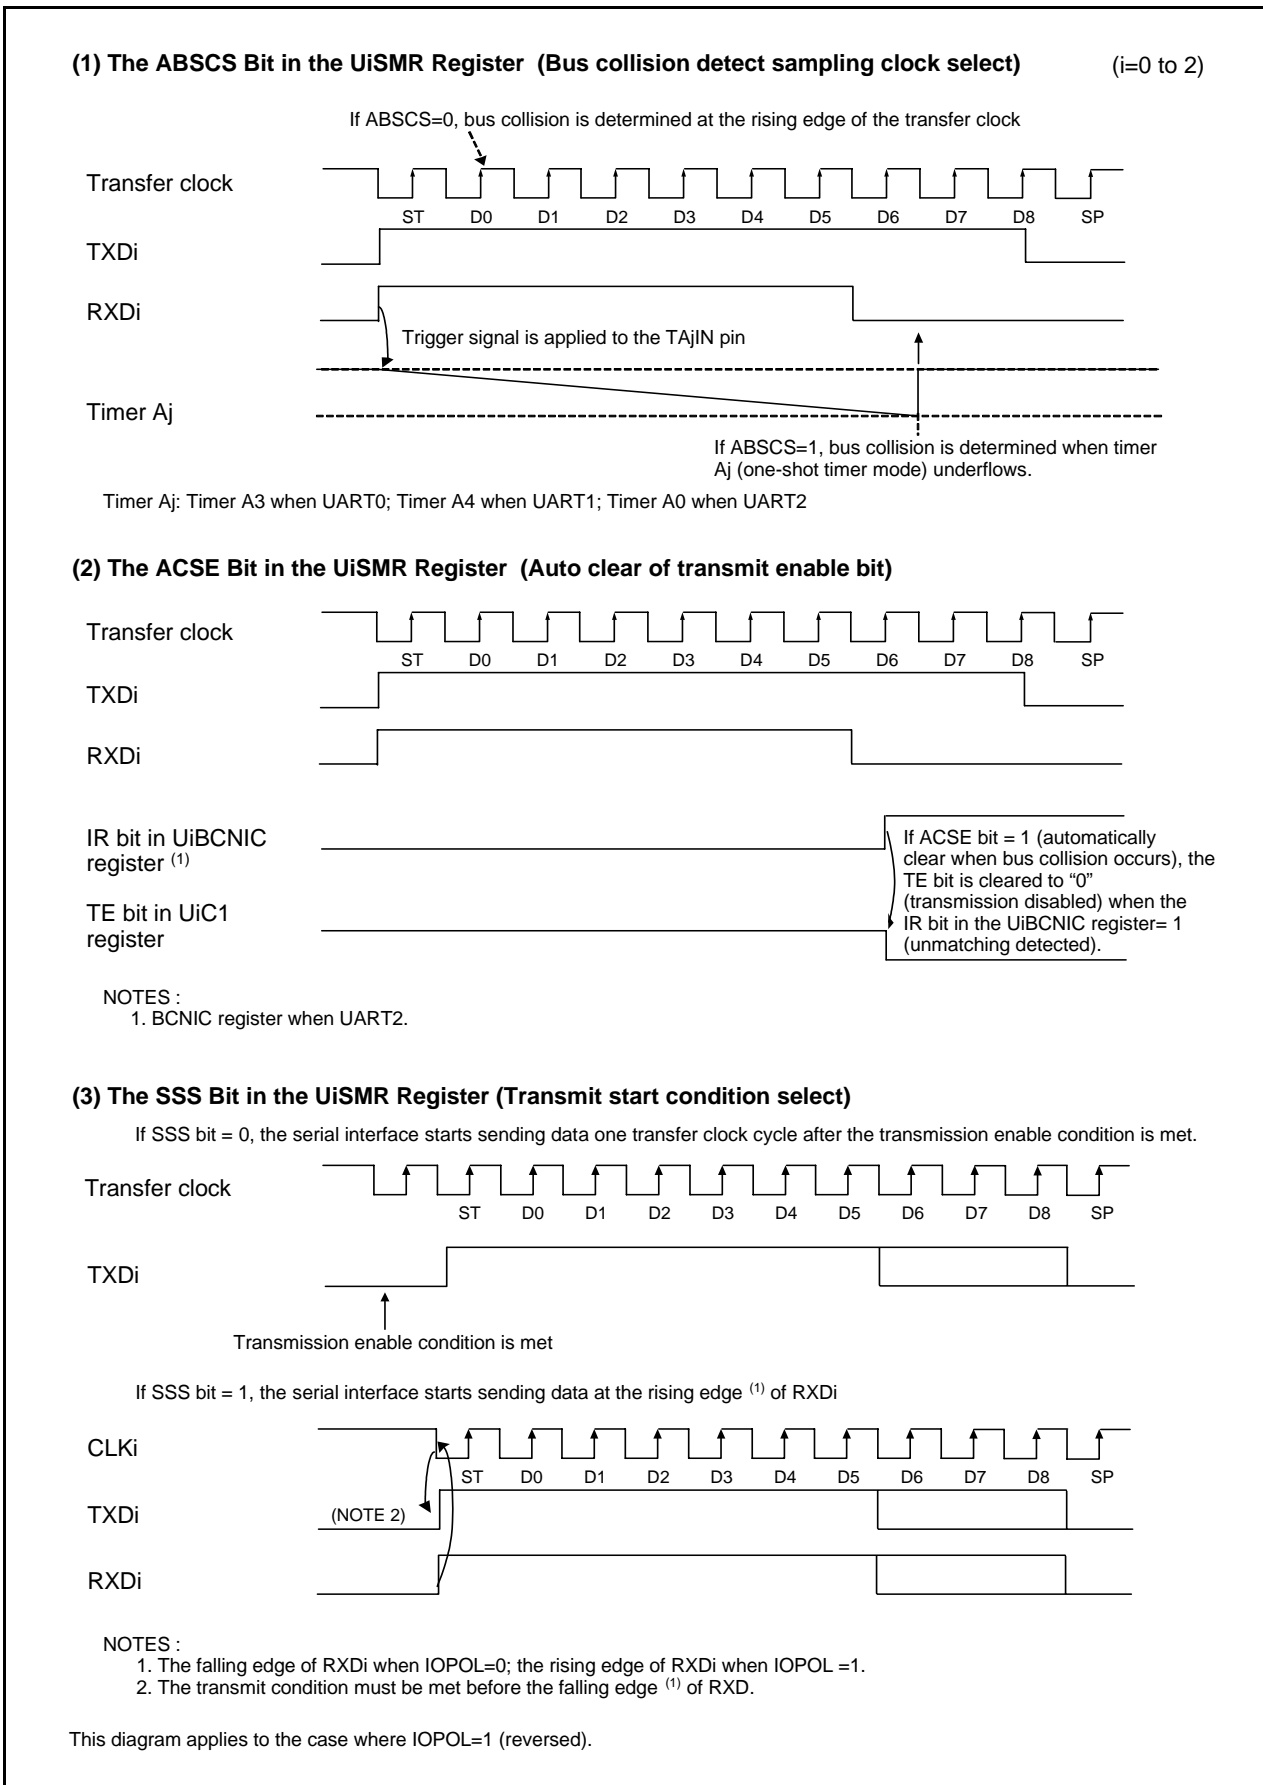 (1) The ABSCS Bit in the UiSMR Register (Bus collision detect sampling clock select) (i=0 to 2)
If ABSCS=0, bus collision is determined at the rising edge of the transfer clock
Transfer clock
ST D0 D1 D2 D3 D4 D5 D6 D7 D8 SP
TXDi
RXDi
Trigger signal is applied to the TAjIN pin
Timer Aj
If ABSCS=1, bus collision is determined when timer
Aj (one-shot timer mode) underflows.
Timer Aj: Timer A3 when UART0; Timer A4 when UART1; Timer A0 when UART2
(2) The ACSE Bit in the UiSMR Register (Auto clear of transmit enable bit)
Transfer clock
ST D0 D1 D2 D3 D4 D5 D6 D7 D8 SP
TXDi
RXDi
IR bit in UiBCNIC
register (1)
If ACSE bit = 1 (automatically
clear when bus collision occurs), the
TE bit is cleared to “0”
(transmission disabled) when the
IR bit in the UiBCNIC register= 1
(unmatching detected).
TE bit in UiC1
register
NOTES :
1. BCNIC register when UART2.
(3) The SSS Bit in the UiSMR Register (Transmit start condition select)
If SSS bit = 0, the serial interface starts sending data one transfer clock cycle after the transmission enable condition is met.
Transfer clock
ST D0 D1 D2 D3 D4 D5 D6 D7 D8 SP
TXDi
Transmission enable condition is met
If SSS bit = 1, the serial interface starts sending data at the rising edge (1) of RXDi
CLKi
ST D0 D1 D2 D3 D4 D5 D6 D7 D8 SP
TXDi
(NOTE 2)
RXDi
NOTES :
1. The falling edge of RXDi when IOPOL=0; the rising edge of RXDi when IOPOL =1.
2. The transmit condition must be met before the falling edge (1) of RXD.
This diagram applies to the case where IOPOL=1 (reversed).